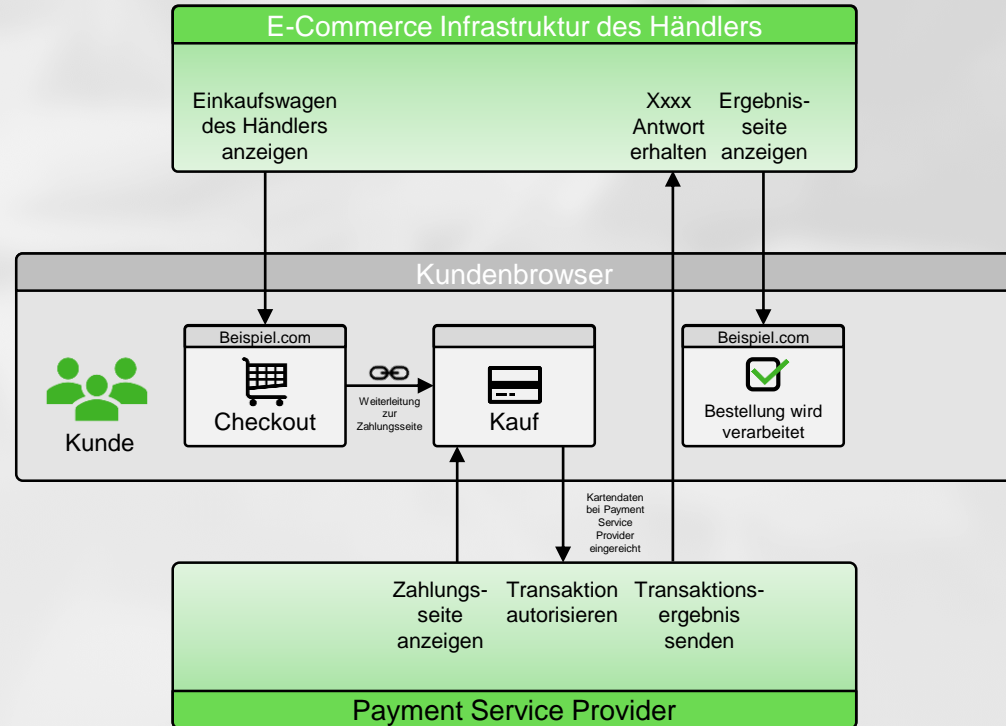 E-Commerce Infrastruktur des Händlers
Einkaufswagen
des Händlers
anzeigen
Xxxx
Antwort
erhalten
Ergebnis-
seite
anzeigen
Kundenbrowser
Kunde
Beispiel.com
Checkout
Weiterleitung
zur
Zahlungsseite
Kauf
Beispiel.com
Bestellung wird
verarbeitet
Kartendaten
bei Payment
Service
Provider
eingereicht
Zahlungs-
seite
anzeigen
Transaktion
autorisieren
Transaktions-
ergebnis
senden
Payment Service Provider